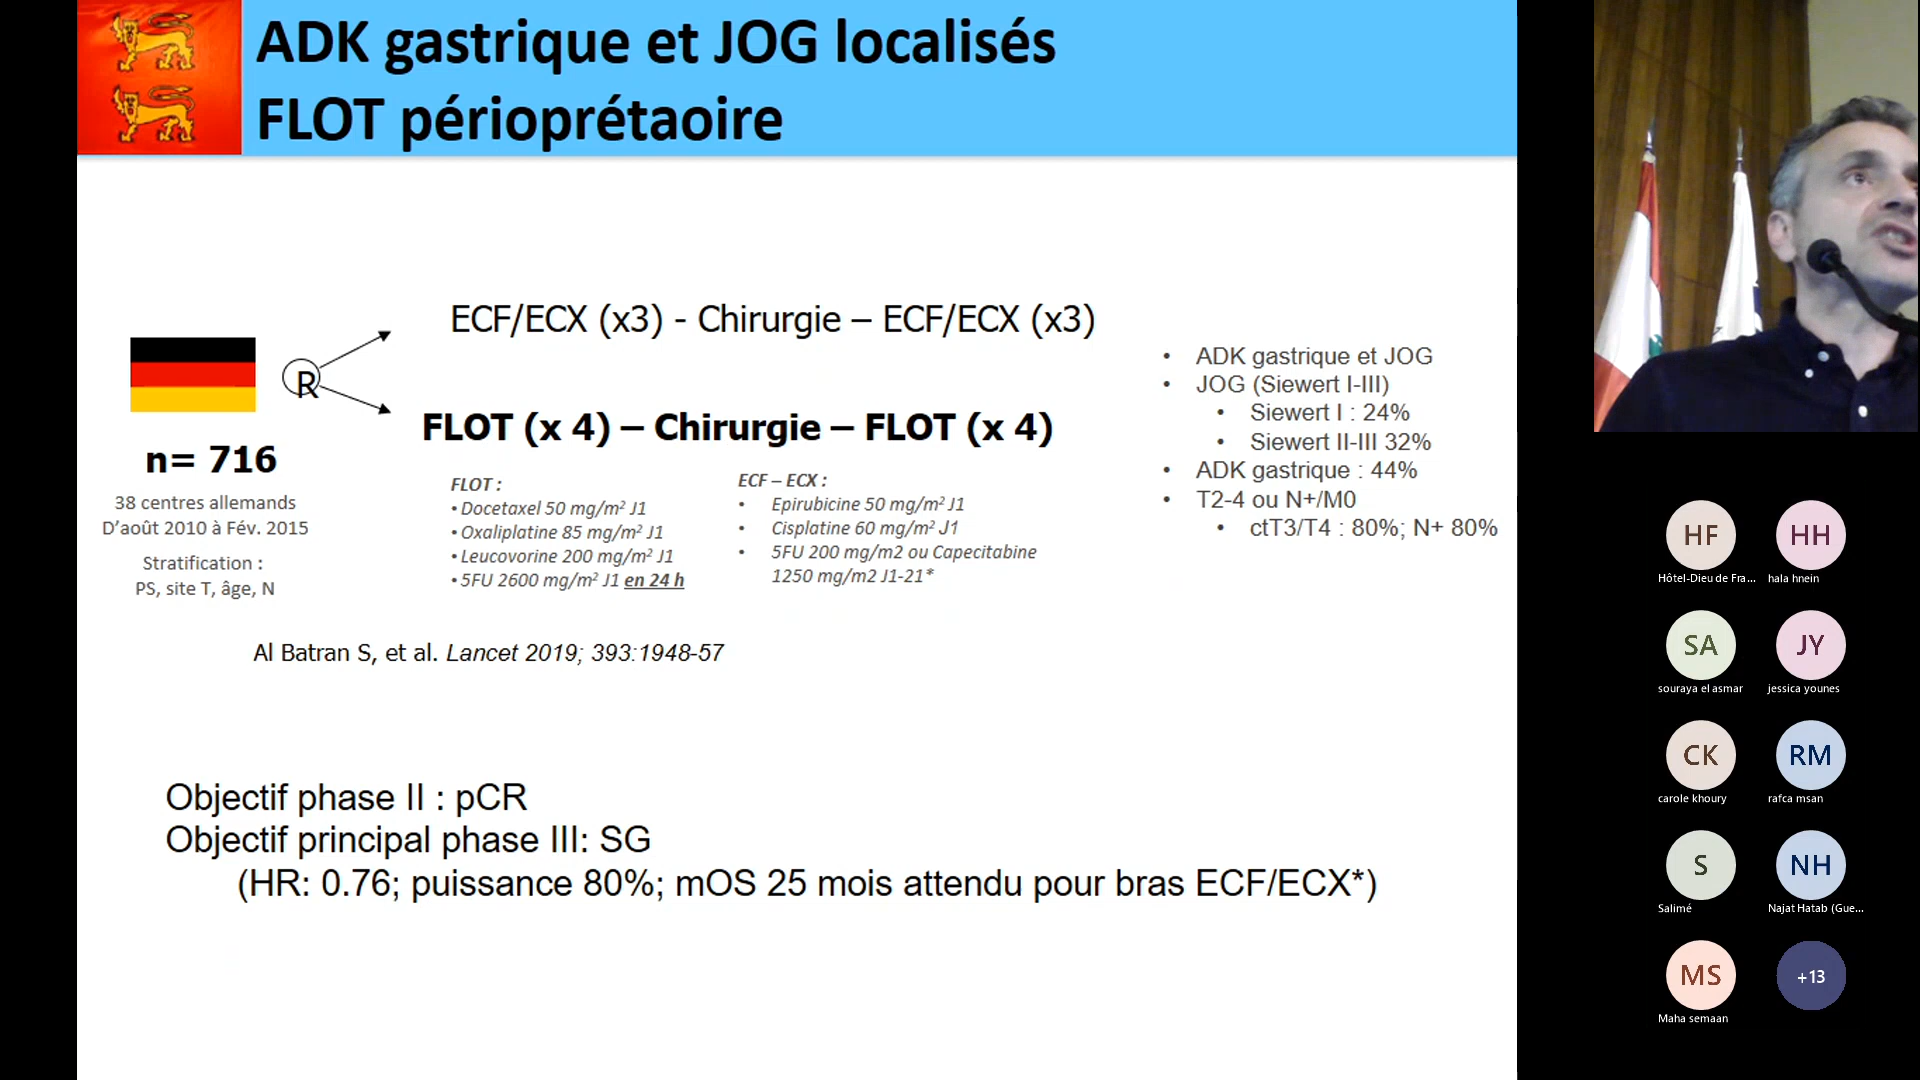 ADK gastrique et JOG localisés
FLOT périoprétaoire
ECF/ECX (x3) - Chirurgie – ECF/ECX (x3)
R
FLOT (x 4) – Chirurgie – FLOT (x 4)
n= 716
38 centres allemands
D’août 2010 à Fév. 2015
Stratification :
PS, site T, âge, N
FLOT :
• Docetaxel 50 mg/m² J1
• Oxaliplatine 85 mg/m² J1
• Leucovorine 200 mg/m² J1
• 5FU 2600 mg/m² J1 en 24 h
ECF – ECX :
• Epirubicine 50 mg/m² J1
• Cisplatine 60 mg/m² J1
• 5FU 200 mg/m2 ou Capecitabine
1250 mg/m2 J1-21*
• ADK gastrique et JOG
• JOG (Siewert I-III)
• Siewert I : 24%
• Siewert II-III 32%
• ADK gastrique : 44%
• T2-4 ou N+/M0
• ctT3/T4 : 80%; N+ 80%
Al Batran S, et al. Lancet 2019; 393:1948-57
Objectif phase II : pCR
Objectif principal phase III: SG
(HR: 0.76; puissance 80%; mOS 25 mois attendu pour bras ECF/ECX*)
HF
Hôtel-Dieu de Fra...
HH
hala hnein
SA
souraya el asmar
JY
jessica younes
CK
carole khoury
RM
rafca msan
S
Salimé
NH
Najat Hatab (Gue...
MS
Maha semaan
+13